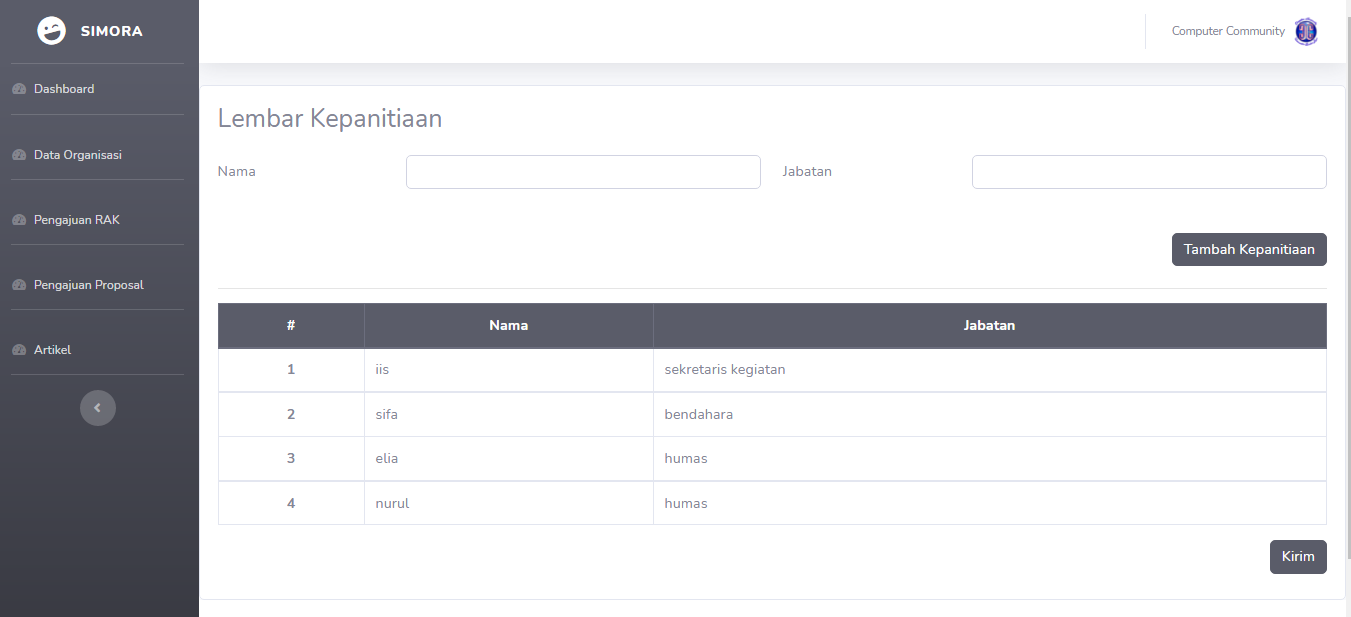 SIMORA
Computer Community
Dashboard
Data Organisasi
Pengajuan RAK
Pengajuan Proposal
Artikel
Lembar Kepanitiaan
Nama Jabatan
Tambah Kepanitiaan
# Nama Jabatan
1 iis sekretaris kegiatan
2 sifa bendahara
3 elia humas
4 nurul humas
Kirim